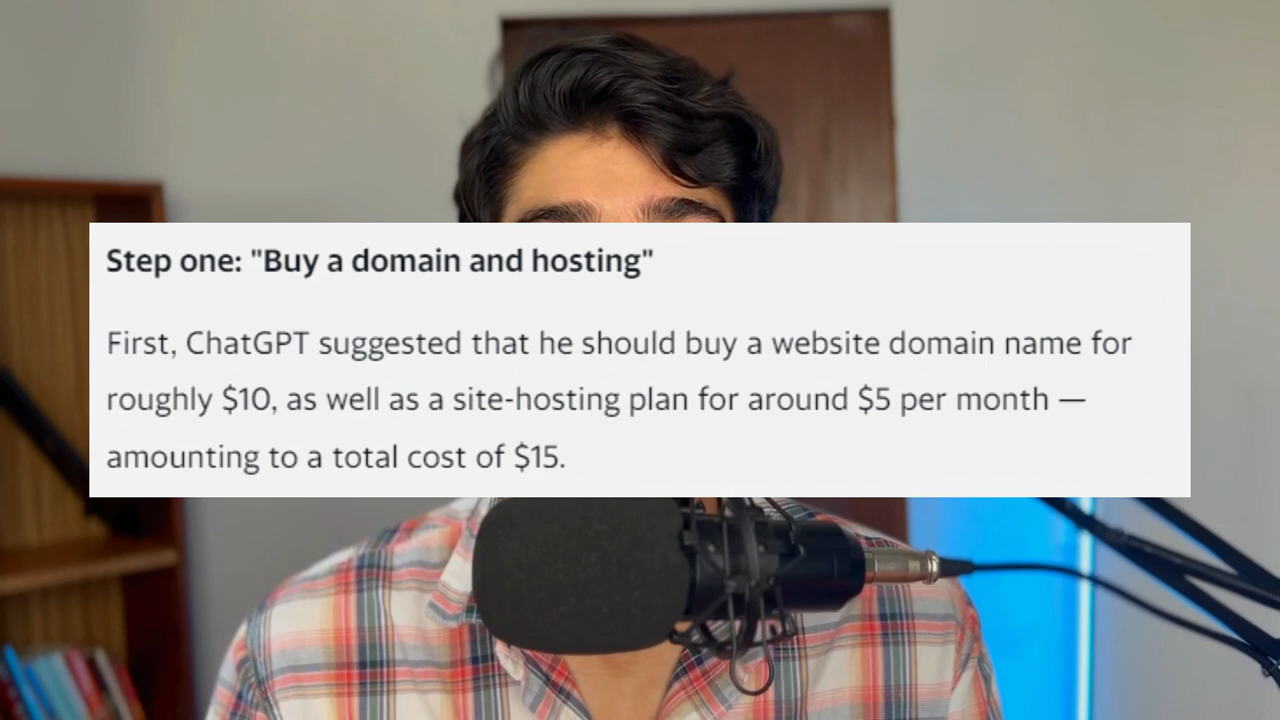 Step one: "Buy a domain and hosting"
First, ChatGPT suggested that he should buy a website domain name for
roughly $10, as well as a site-hosting plan for around $5 per month —
amounting to a total cost of $15.